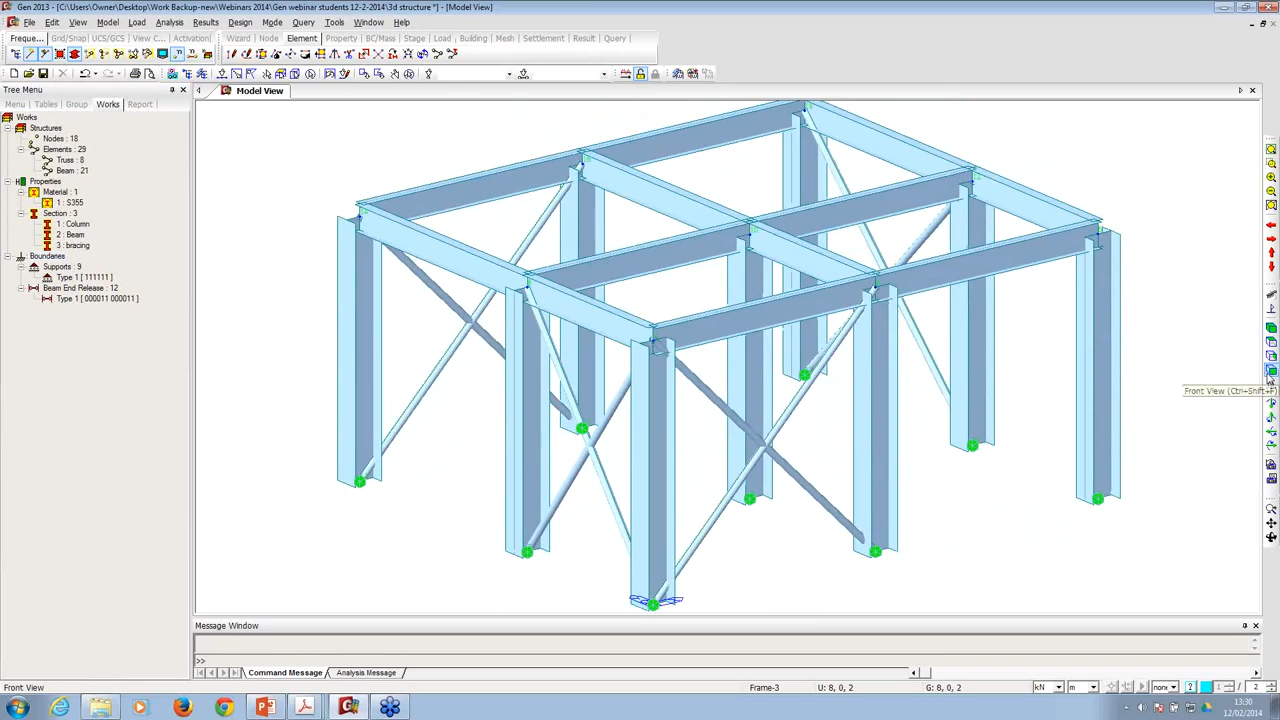 Gen 2013 - [C:\Users\Owner\Desktop\Work Backup-new\Webinars 2014\Gen webinar students 12-2-2014\3d structure *] - [Model View]
File Edit View Model Load Analysis Results Design Mode Query Tools Window Help
Freque... Grid/Snap UCS/GCS View C... Activation Wizard Node Element Property BC/Mass Stage Load Building Mesh Settlement Result Query
Tree Menu
Model View
Menu Tables Group Works Report
Works
Structures
Nodes : 18
Elements : 29
Truss : 8
Beam : 21
Properties
Material : 1
1 : S355
Section : 3
1 : Column
2 : Beam
3 : bracing
Boundaries
Supports : 9
Type 1 [ 111111 ]
Beam End Release : 12
Type 1 [ 000011 000011 ]
Front View (Ctrl+Shift+F)
Message Window
>>
Command Message Analysis Message
Front View
Frame-3
U: 8, 0, 2
G: 8, 0, 2
kN
m
none
1 / 2
13:30
12/02/2014